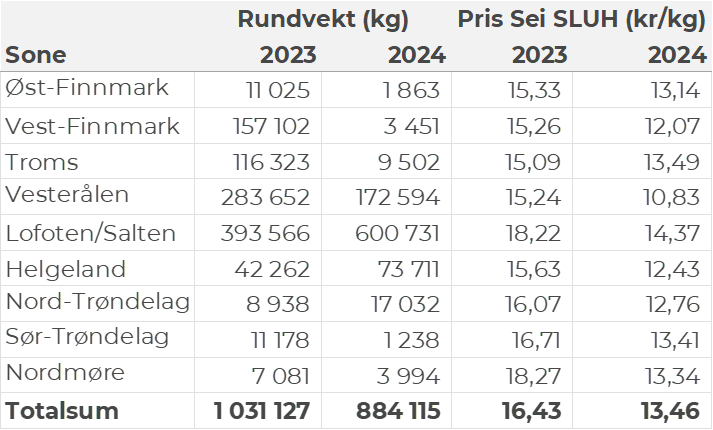 Rundvekt (kg) Pris Sei SLUH (kr/kg)
Sone 2023 2024 2023 2024
Øst-Finnmark 11 025 1 863 15,33 13,14
Vest-Finnmark 157 102 3 451 15,26 12,07
Troms 116 323 9 502 15,09 13,49
Vesterålen 283 652 172 594 15,24 10,83
Lofoten/Salten 393 566 600 731 18,22 14,37
Helgeland 42 262 73 711 15,63 12,43
Nord-Trøndelag 8 938 17 032 16,07 12,76
Sør-Trøndelag 11 178 1 238 16,71 13,41
Nordmøre 7 081 3 994 18,27 13,34
Totalsum 1 031 127 884 115 16,43 13,46